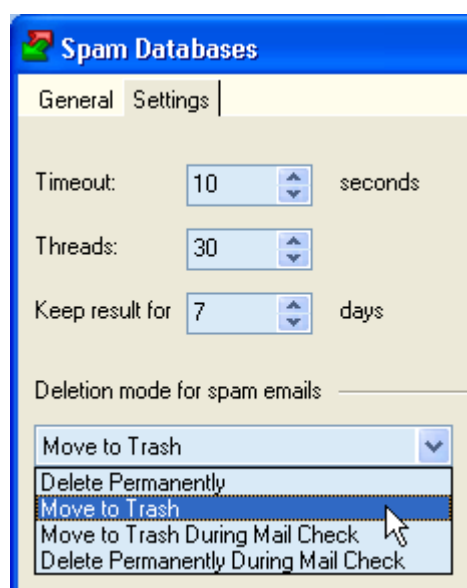 Spam Databases
General Settings
Timeout: 10 seconds
Threads: 30
Keep result for 7 days
Deletion mode for spam emails
Move to Trash
Delete Permanently
Move to Trash
Move to Trash During Mail Check
Delete Permanently During Mail Check